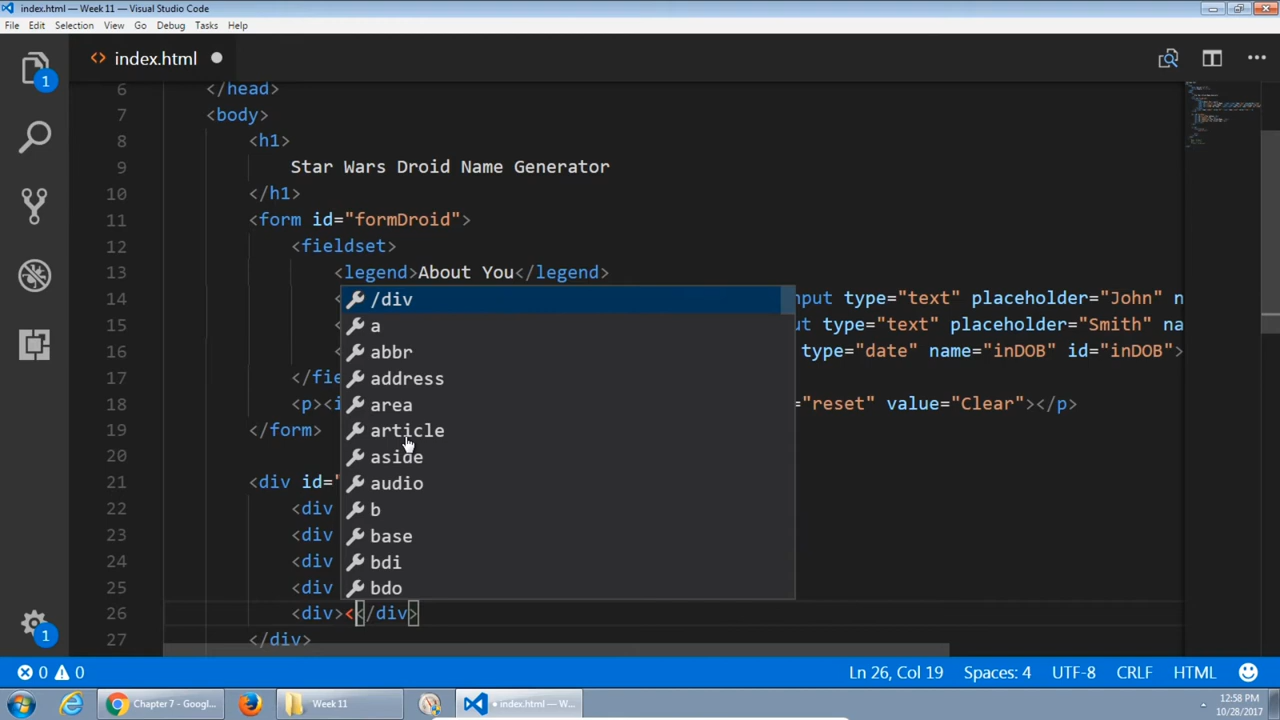 index.html — Week 11 — Visual Studio Code
File Edit Selection View Go Debug Tasks Help
<> index.html
6 </head>
7 <body>
8 <h1>
9 Star Wars Droid Name Generator
10 </h1>
11 <form id="formDroid">
12 <fieldset>
13 <legend>About You</legend>
14 < /div nput type="text" placeholder="John" n
a
15 < ut type="text" placeholder="Smith" na
16 < abbr type="date" name="inDOB" id="inDOB">
17 </fie address
18 <p><i area ="reset" value="Clear"></p>
19 </form> article
20 aside
21 <div id=" audio
22 <div b
23 <div base
24 <div bdi
25 <div bdo
26 <div><</div>
27 </div>
1
1
0 0 Ln 26, Col 19 Spaces: 4 UTF-8 CRLF HTML
Chapter 7 - Googl... Week 11 index.html — W... 12:58 PM
10/28/2017